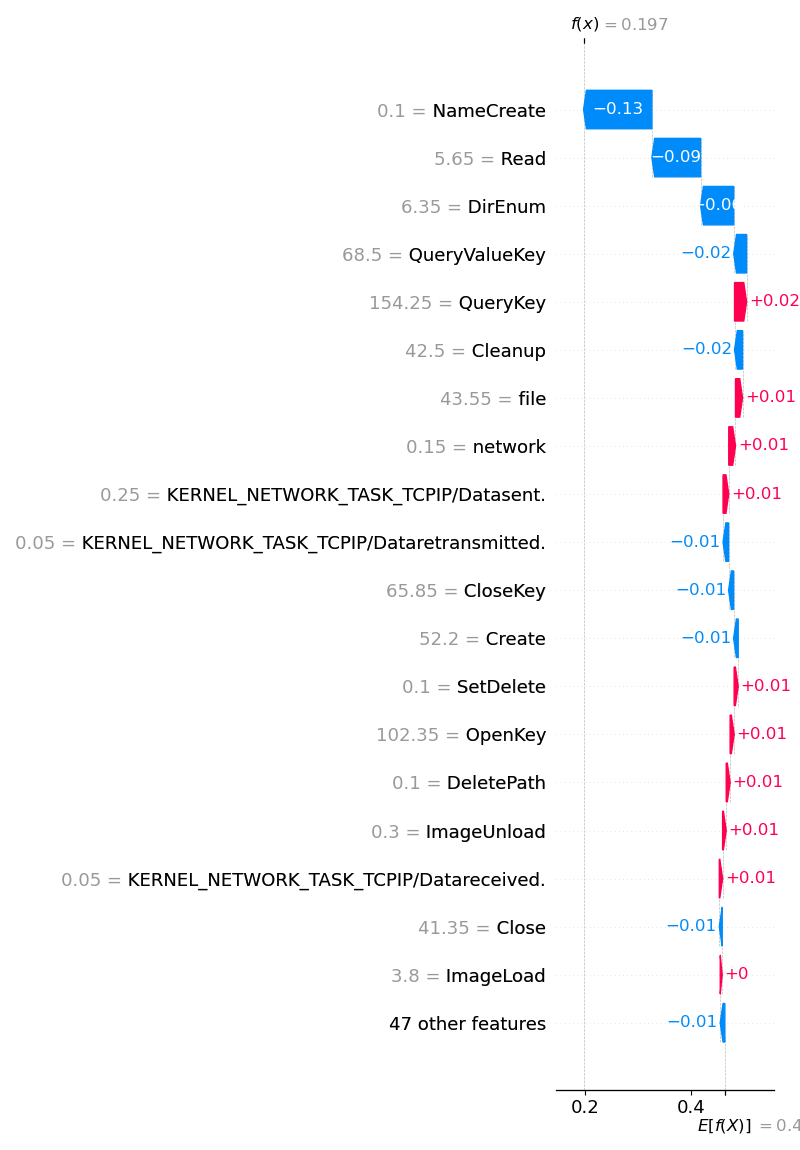 f(x) = 0.197
0.1 = NameCreate −0.13
5.65 = Read −0.09
6.35 = DirEnum −0.06
68.5 = QueryValueKey −0.02
154.25 = QueryKey +0.02
42.5 = Cleanup −0.02
43.55 = file +0.01
0.15 = network +0.01
0.25 = KERNEL_NETWORK_TASK_TCPIP/Datasent. +0.01
0.05 = KERNEL_NETWORK_TASK_TCPIP/Dataretransmitted. −0.01
65.85 = CloseKey −0.01
52.2 = Create −0.01
0.1 = SetDelete +0.01
102.35 = OpenKey +0.01
0.1 = DeletePath +0.01
0.3 = ImageUnload +0.01
0.05 = KERNEL_NETWORK_TASK_TCPIP/Datareceived. +0.01
41.35 = Close −0.01
3.8 = ImageLoad +0
47 other features −0.01
0.2 0.4
E[f(X)] = 0.4